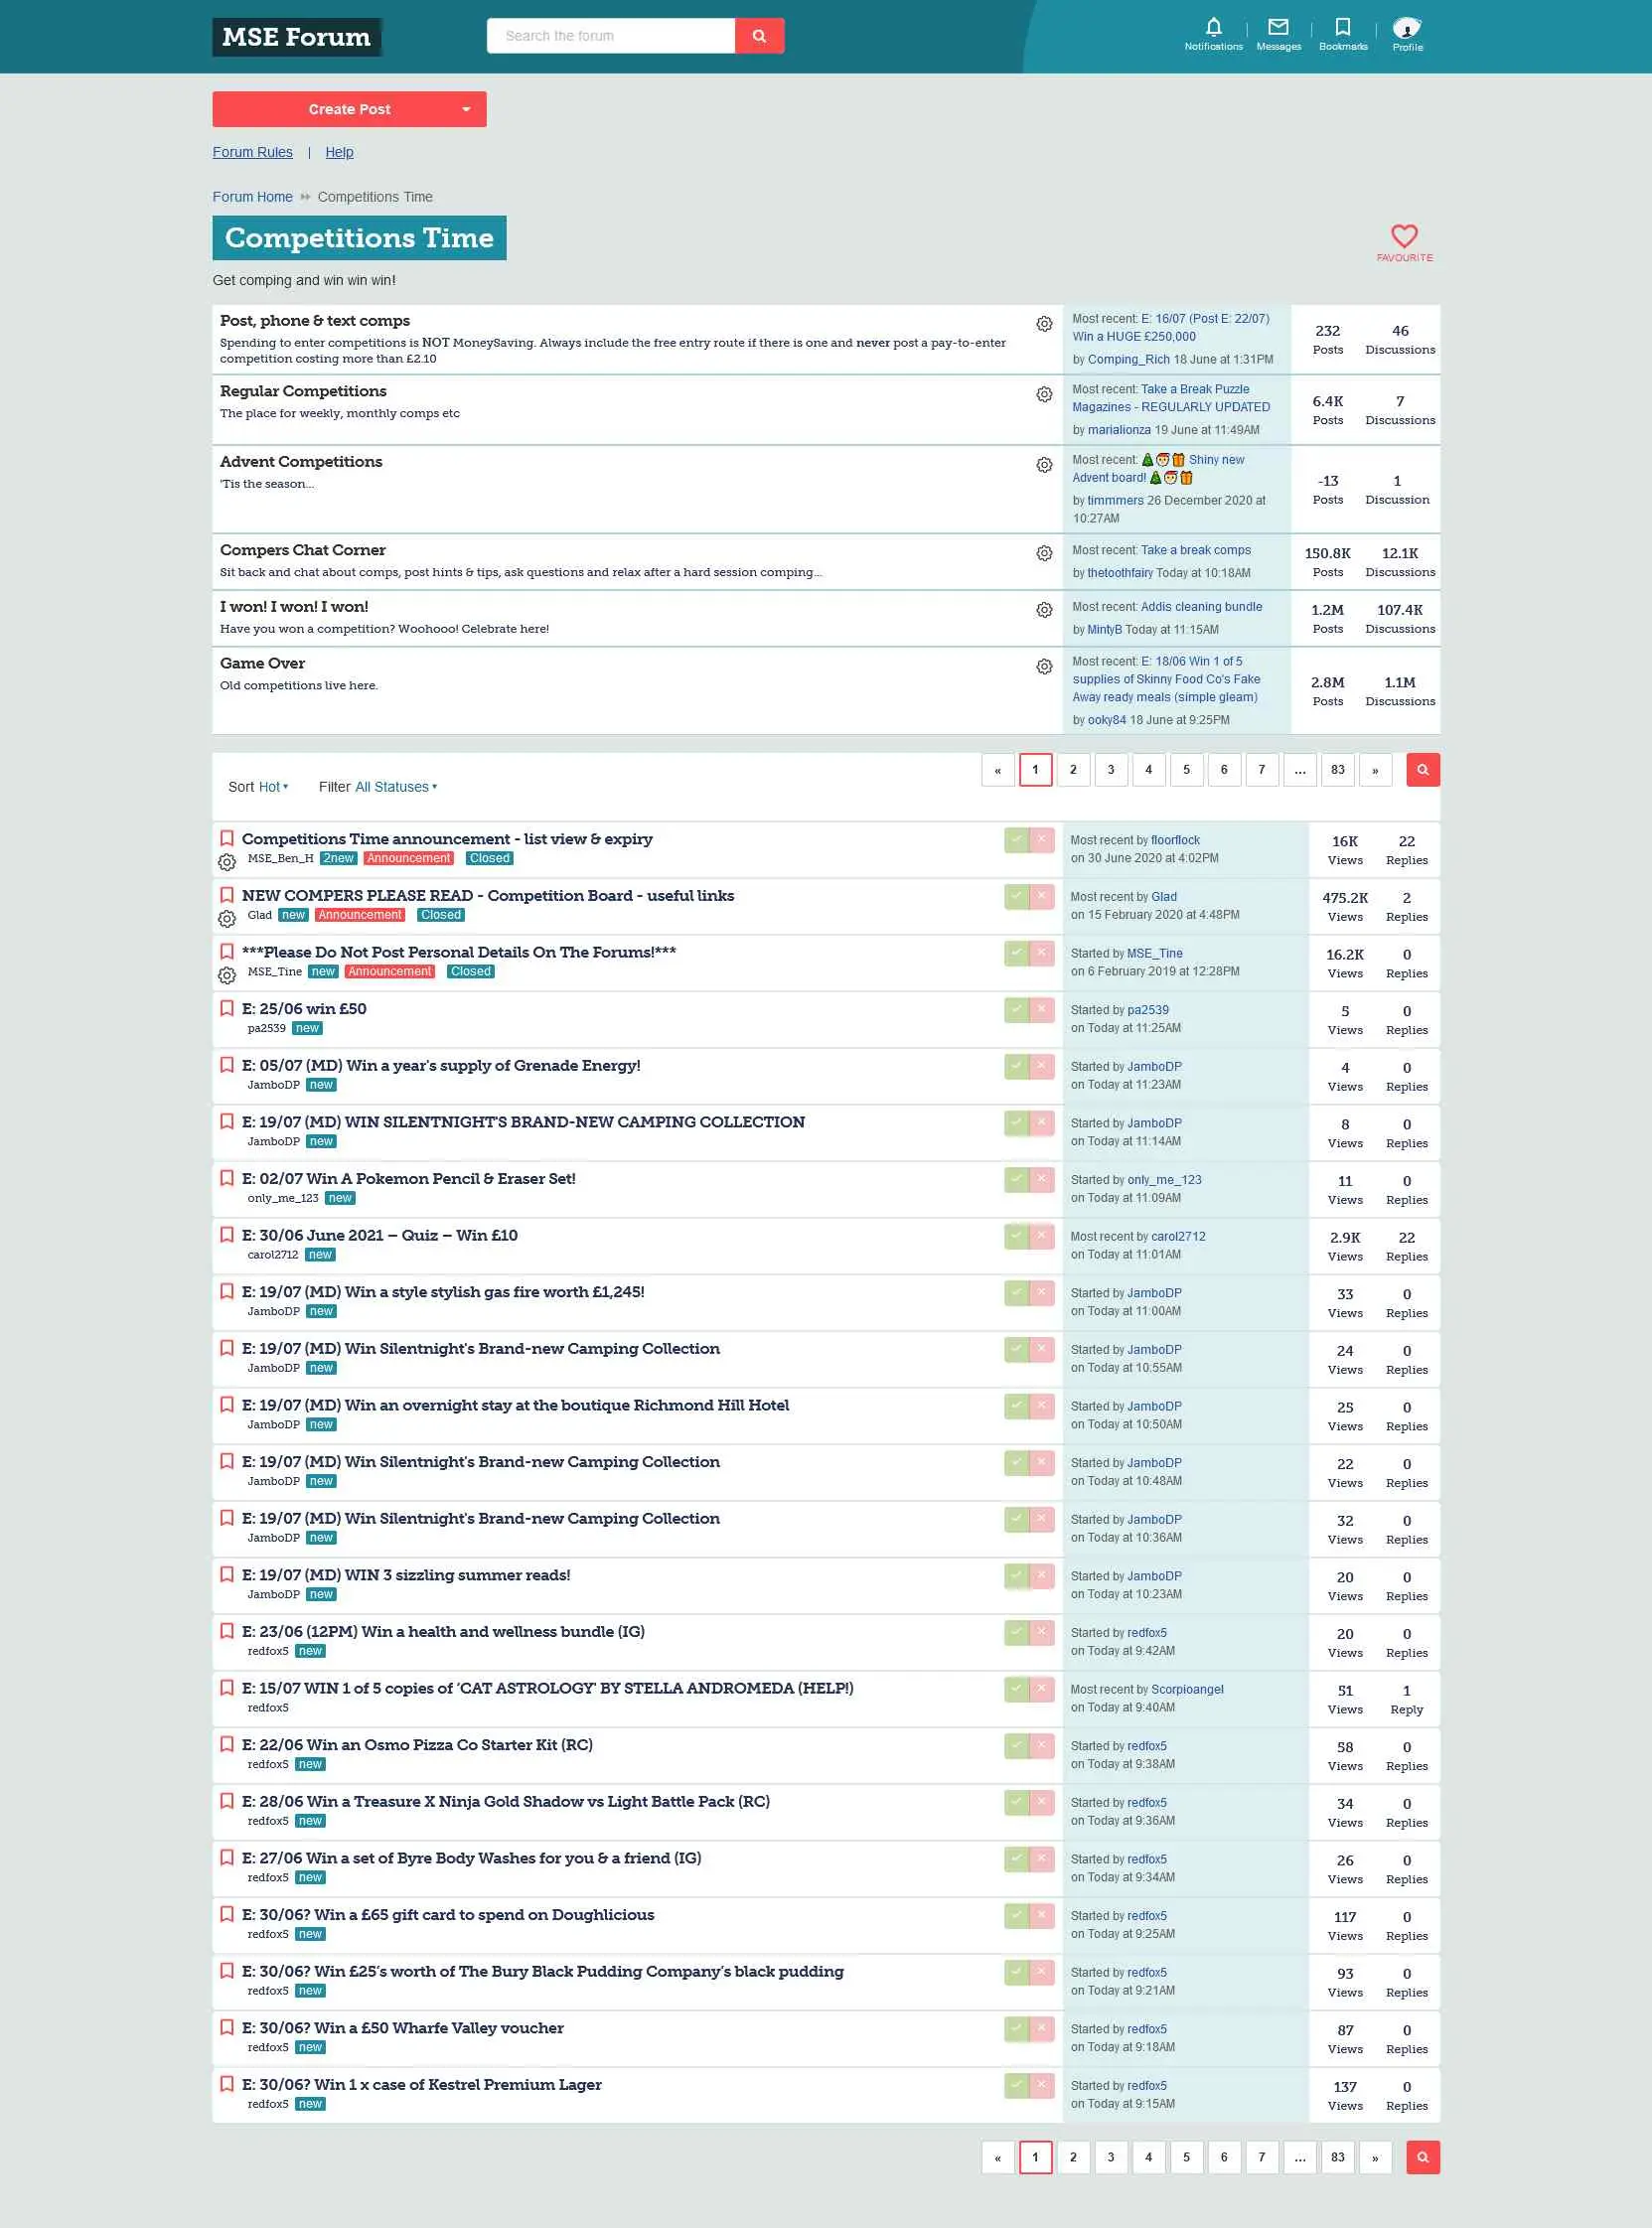 MSE Forum
Search the forum
Notifications
Messages
Bookmarks
Profile
Create Post
Forum Rules | Help
Forum Home Competitions Time
Competitions Time
FAVOURITE
Get comping and win win win!
Post, phone & text comps
Spending to enter competitions is NOT MoneySaving. Always include the free entry route if there is one and never post a pay-to-enter
competition costing more than £2.10
Most recent: E: 16/07 (Post E: 22/07)
Win a HUGE £250,000
by Comping_Rich 18 June at 1:31PM
232 46
Posts Discussions
Regular Competitions
The place for weekly, monthly comps etc
Most recent: Take a Break Puzzle
Magazines - REGULARLY UPDATED
by marialionza 19 June at 11:49AM
6.4K 7
Posts Discussions
Advent Competitions
'Tis the season...
Most recent: 🎄🎅🎁 Shiny new
Advent board! 🎄🎅🎁
by timmmers 26 December 2020 at
10:27AM
-13 1
Posts Discussion
Compers Chat Corner
Sit back and chat about comps, post hints & tips, ask questions and relax after a hard session comping...
Most recent: Take a break comps
by thetoothfairy Today at 10:18AM
150.8K 12.1K
Posts Discussions
I won! I won! I won!
Have you won a competition? Woohooo! Celebrate here!
Most recent: Addis cleaning bundle
by MintyB Today at 11:15AM
1.2M 107.4K
Posts Discussions
Game Over
Old competitions live here.
Most recent: E: 18/06 Win 1 of 5
supplies of Skinny Food Co's Fake
Away ready meals (simple gleam)
by ooky84 18 June at 9:25PM
2.8M 1.1M
Posts Discussions
« 1 2 3 4 5 6 7 ... 83 »
Sort Hot ▾ Filter All Statuses ▾
Competitions Time announcement - list view & expiry
MSE_Ben_H 2new Announcement Closed
Most recent by floorflock
on 30 June 2020 at 4:02PM
16K 22
Views Replies
NEW COMPERS PLEASE READ - Competition Board - useful links
Glad new Announcement Closed
Most recent by Glad
on 15 February 2020 at 4:48PM
475.2K 2
Views Replies
***Please Do Not Post Personal Details On The Forums!***
MSE_Tine new Announcement Closed
Started by MSE_Tine
on 6 February 2019 at 12:28PM
16.2K 0
Views Replies
E: 25/06 win £50
pa2539 new
Started by pa2539
on Today at 11:25AM
5 0
Views Replies
E: 05/07 (MD) Win a year's supply of Grenade Energy!
JamboDP new
Started by JamboDP
on Today at 11:23AM
4 0
Views Replies
E: 19/07 (MD) WIN SILENTNIGHT'S BRAND-NEW CAMPING COLLECTION
JamboDP new
Started by JamboDP
on Today at 11:14AM
8 0
Views Replies
E: 02/07 Win A Pokemon Pencil & Eraser Set!
only_me_123 new
Started by only_me_123
on Today at 11:09AM
11 0
Views Replies
E: 30/06 June 2021 – Quiz – Win £10
carol2712 new
Most recent by carol2712
on Today at 11:01AM
2.9K 22
Views Replies
E: 19/07 (MD) Win a style stylish gas fire worth £1,245!
JamboDP new
Started by JamboDP
on Today at 11:00AM
33 0
Views Replies
E: 19/07 (MD) Win Silentnight's Brand-new Camping Collection
JamboDP new
Started by JamboDP
on Today at 10:55AM
24 0
Views Replies
E: 19/07 (MD) Win an overnight stay at the boutique Richmond Hill Hotel
JamboDP new
Started by JamboDP
on Today at 10:50AM
25 0
Views Replies
E: 19/07 (MD) Win Silentnight's Brand-new Camping Collection
JamboDP new
Started by JamboDP
on Today at 10:48AM
22 0
Views Replies
E: 19/07 (MD) Win Silentnight's Brand-new Camping Collection
JamboDP new
Started by JamboDP
on Today at 10:36AM
32 0
Views Replies
E: 19/07 (MD) WIN 3 sizzling summer reads!
JamboDP new
Started by JamboDP
on Today at 10:23AM
20 0
Views Replies
E: 23/06 (12PM) Win a health and wellness bundle (IG)
redfox5 new
Started by redfox5
on Today at 9:42AM
20 0
Views Replies
E: 15/07 WIN 1 of 5 copies of ‘CAT ASTROLOGY' BY STELLA ANDROMEDA (HELP!)
redfox5
Most recent by Scorpioangel
on Today at 9:40AM
51 1
Views Reply
E: 22/06 Win an Osmo Pizza Co Starter Kit (RC)
redfox5 new
Started by redfox5
on Today at 9:38AM
58 0
Views Replies
E: 28/06 Win a Treasure X Ninja Gold Shadow vs Light Battle Pack (RC)
redfox5 new
Started by redfox5
on Today at 9:36AM
34 0
Views Replies
E: 27/06 Win a set of Byre Body Washes for you & a friend (IG)
redfox5 new
Started by redfox5
on Today at 9:34AM
26 0
Views Replies
E: 30/06? Win a £65 gift card to spend on Doughlicious
redfox5 new
Started by redfox5
on Today at 9:25AM
117 0
Views Replies
E: 30/06? Win £25’s worth of The Bury Black Pudding Company’s black pudding
redfox5 new
Started by redfox5
on Today at 9:21AM
93 0
Views Replies
E: 30/06? Win a £50 Wharfe Valley voucher
redfox5 new
Started by redfox5
on Today at 9:18AM
87 0
Views Replies
E: 30/06? Win 1 x case of Kestrel Premium Lager
redfox5 new
Started by redfox5
on Today at 9:15AM
137 0
Views Replies
« 1 2 3 4 5 6 7 ... 83 »